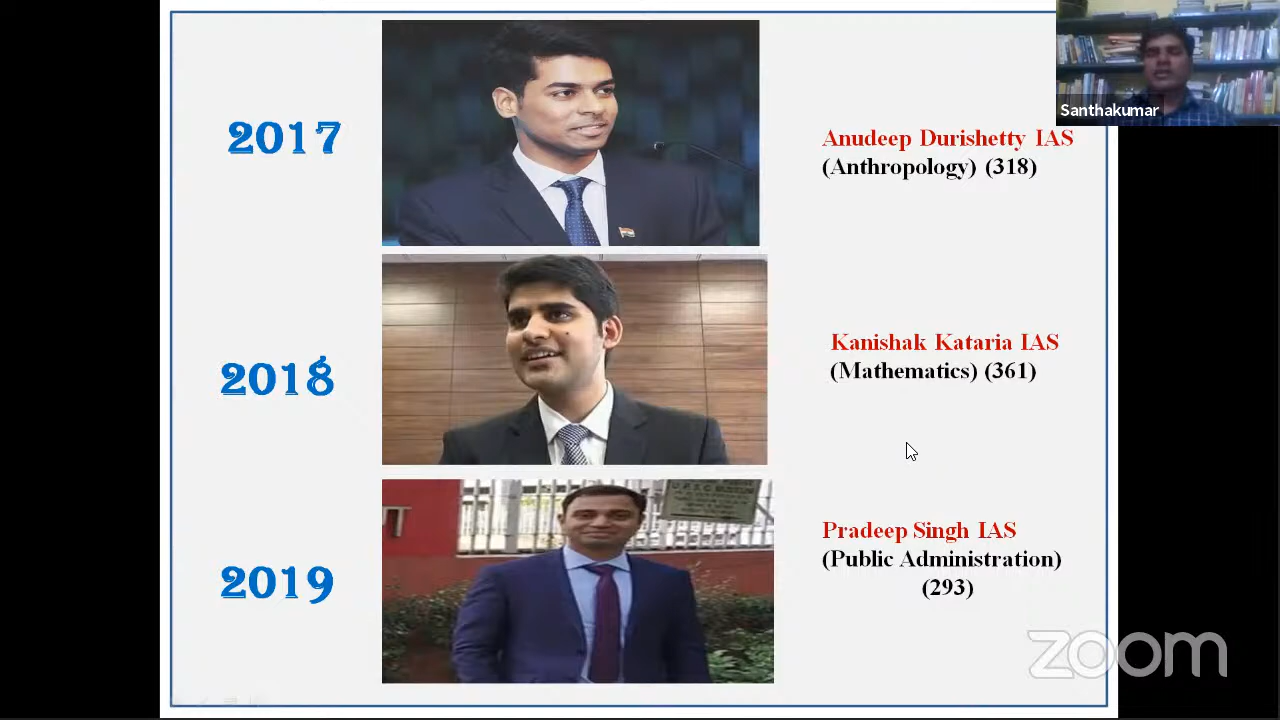 Santhakumar
2017
Anudeep Durishetty IAS
(Anthropology) (318)
2018
Kanishak Kataria IAS
(Mathematics) (361)
2019
Pradeep Singh IAS
(Public Administration)
(293)
zoom